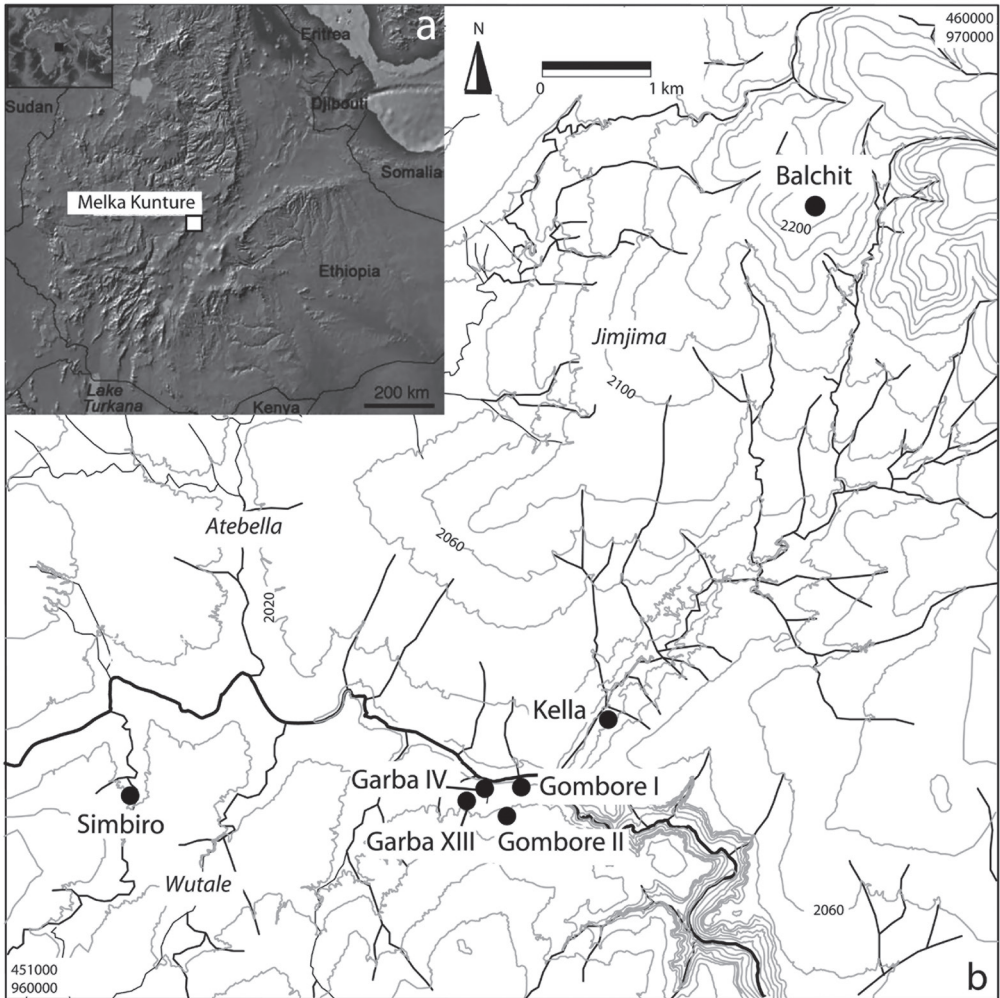 a
Eritrea
Sudan
Djibouti
Somalia
Melka Kunture
Ethiopia
200 km
Lake
Turkana
Kenya
N
0 1 km
460000
970000
Balchit
2200
Jimjima
2100
Atebella
2060
2020
Kella
Garba IV
Gombore I
Simbiro
Garba XIII
Gombore II
Wutale
2060
451000
960000
b